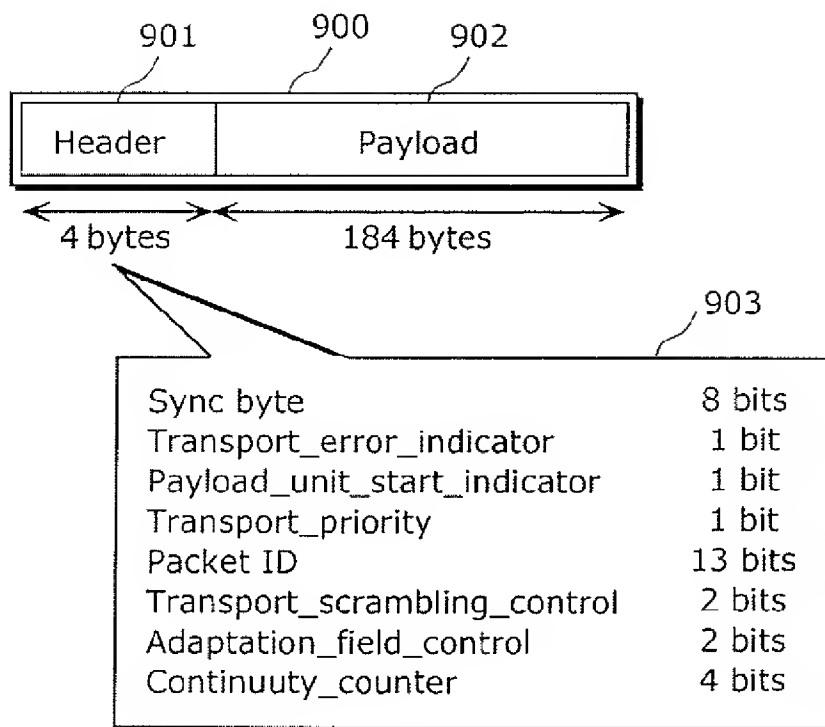 901 900 902
Header Payload
4 bytes 184 bytes
903
Sync byte 8 bits
Transport_error_indicator 1 bit
Payload_unit_start_indicator 1 bit
Transport_priority 1 bit
Packet ID 13 bits
Transport_scrambling_control 2 bits
Adaptation_field_control 2 bits
Continuuty_counter 4 bits